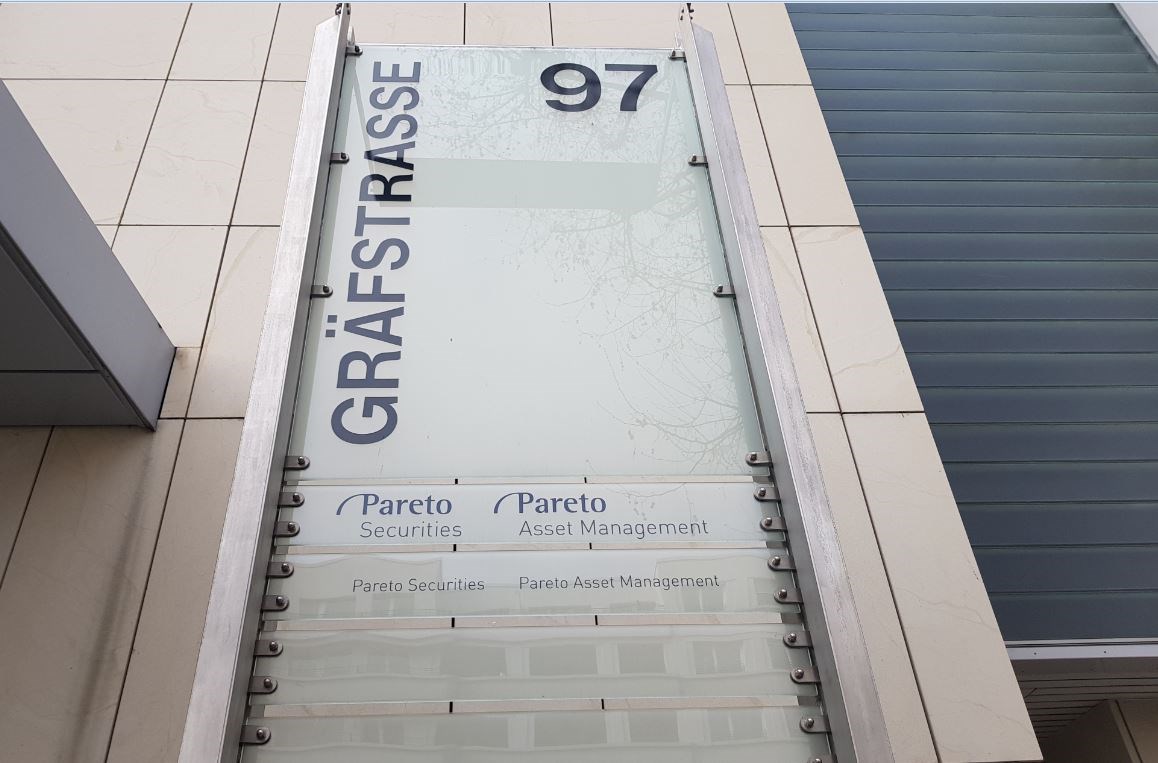 GRÄFSTRASSE
97
Pareto Pareto
Securities Asset Management
Pareto Securities Pareto Asset Management